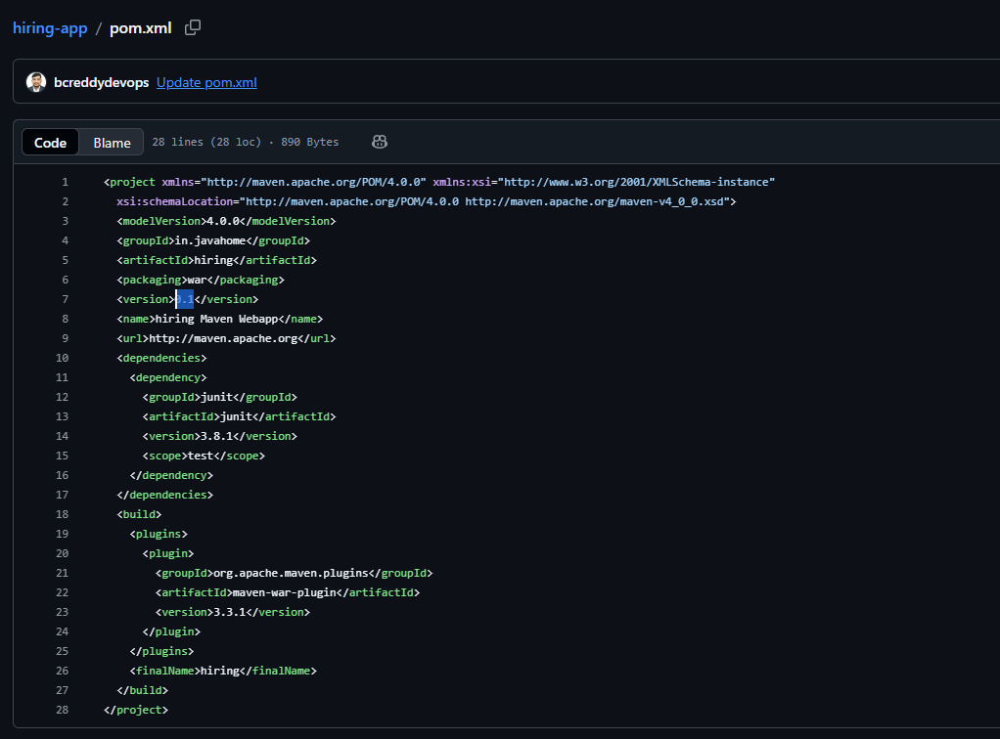 hiring-app / pom.xml
bcreddydevops Update pom.xml
Code Blame 28 lines (28 loc) · 890 Bytes
1 <project xmlns="http://maven.apache.org/POM/4.0.0" xmlns:xsi="http://www.w3.org/2001/XMLSchema-instance"
2 xsi:schemaLocation="http://maven.apache.org/POM/4.0.0 http://maven.apache.org/maven-v4_0_0.xsd">
3 <modelVersion>4.0.0</modelVersion>
4 <groupId>in.javahome</groupId>
5 <artifactId>hiring</artifactId>
6 <packaging>war</packaging>
7 <version>0.1</version>
8 <name>hiring Maven Webapp</name>
9 <url>http://maven.apache.org</url>
10 <dependencies>
11 <dependency>
12 <groupId>junit</groupId>
13 <artifactId>junit</artifactId>
14 <version>3.8.1</version>
15 <scope>test</scope>
16 </dependency>
17 </dependencies>
18 <build>
19 <plugins>
20 <plugin>
21 <groupId>org.apache.maven.plugins</groupId>
22 <artifactId>maven-war-plugin</artifactId>
23 <version>3.3.1</version>
24 </plugin>
25 </plugins>
26 <finalName>hiring</finalName>
27 </build>
28 </project>